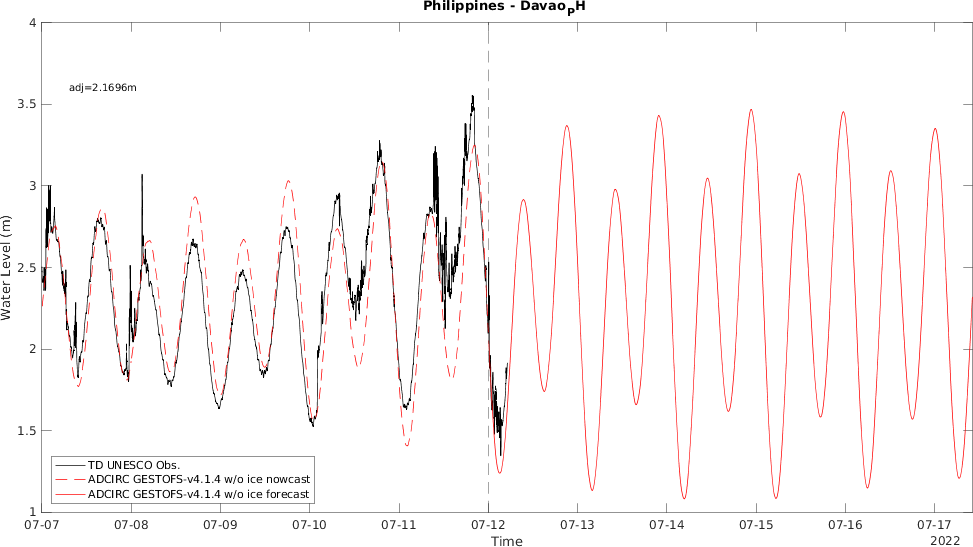 Philippines - Davao_PH
4
3.5
3
2.5
2
1.5
1
Water Level (m)
adj=2.1696m
TD UNESCO Obs.
ADCIRC GESTOFS-v4.1.4 w/o ice nowcast
ADCIRC GESTOFS-v4.1.4 w/o ice forecast
07-07 07-08 07-09 07-10 07-11 07-12 07-13 07-14 07-15 07-16 07-17
Time
2022